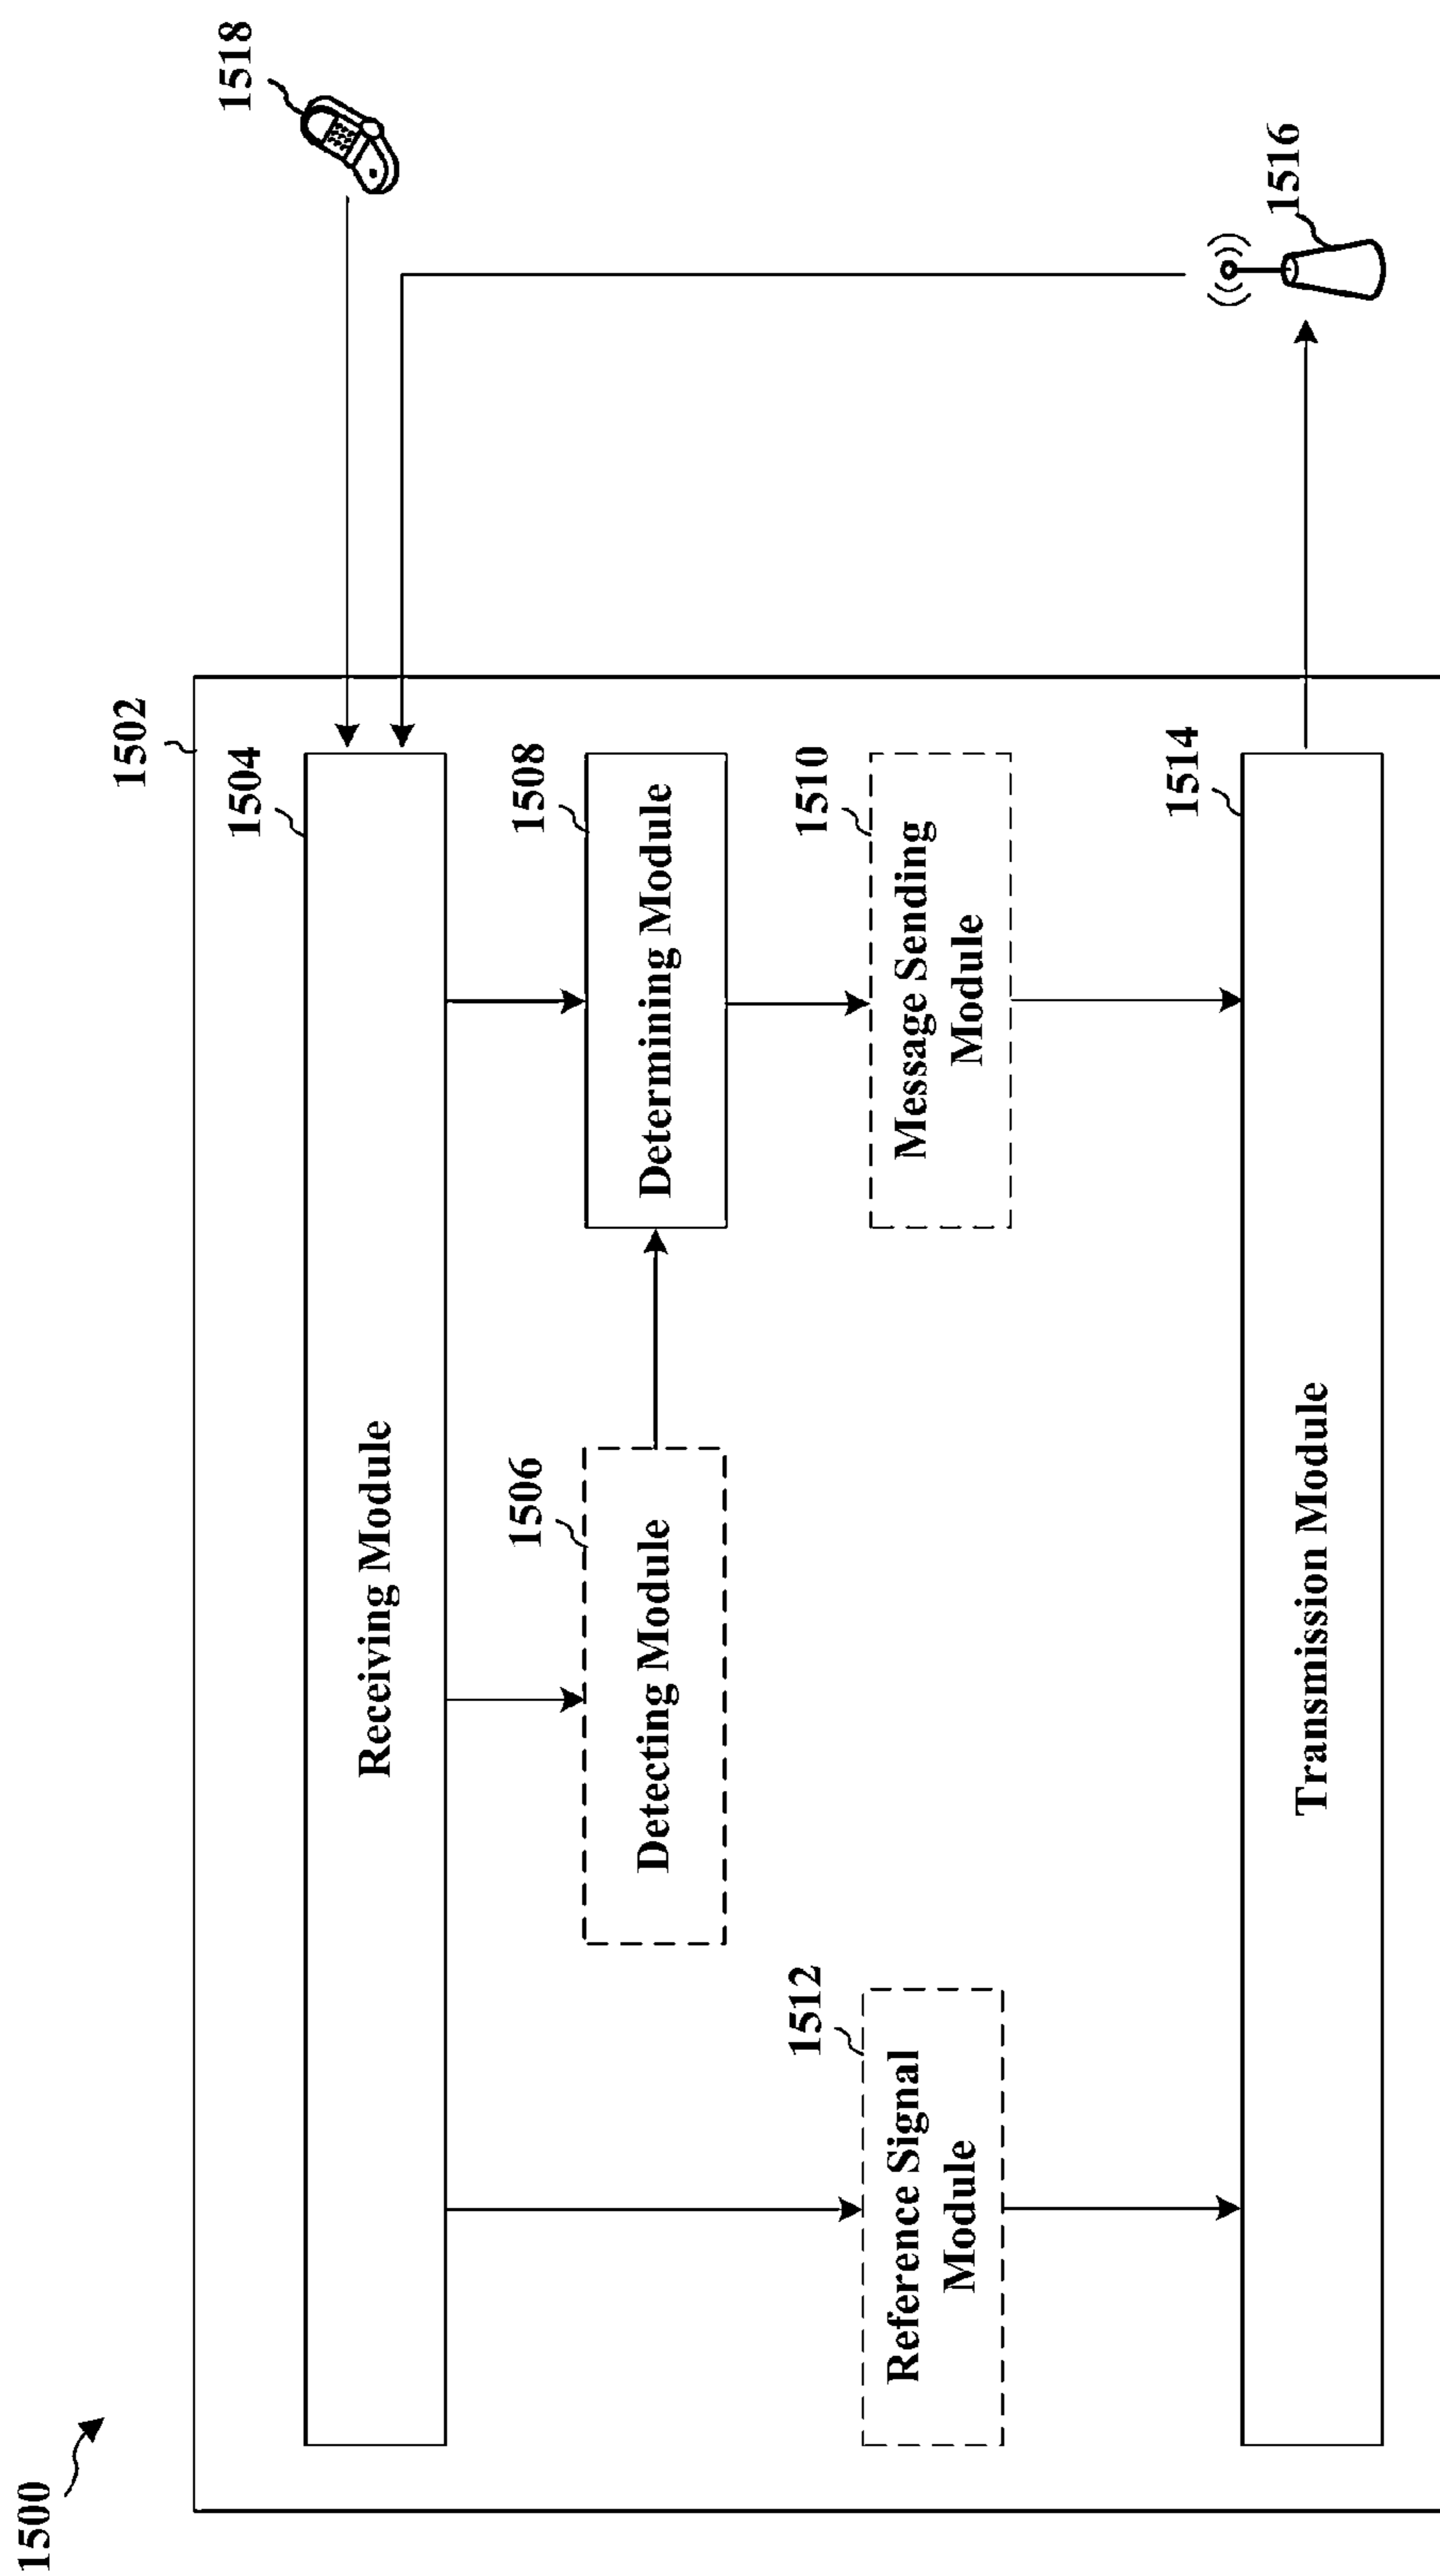 1500
1502
1504
Receiving Module
1518
1506
Detecting Module
1508
Determining Module
1512
Reference Signal
Module
1510
Message Sending
Module
1514
Transmission Module
1516